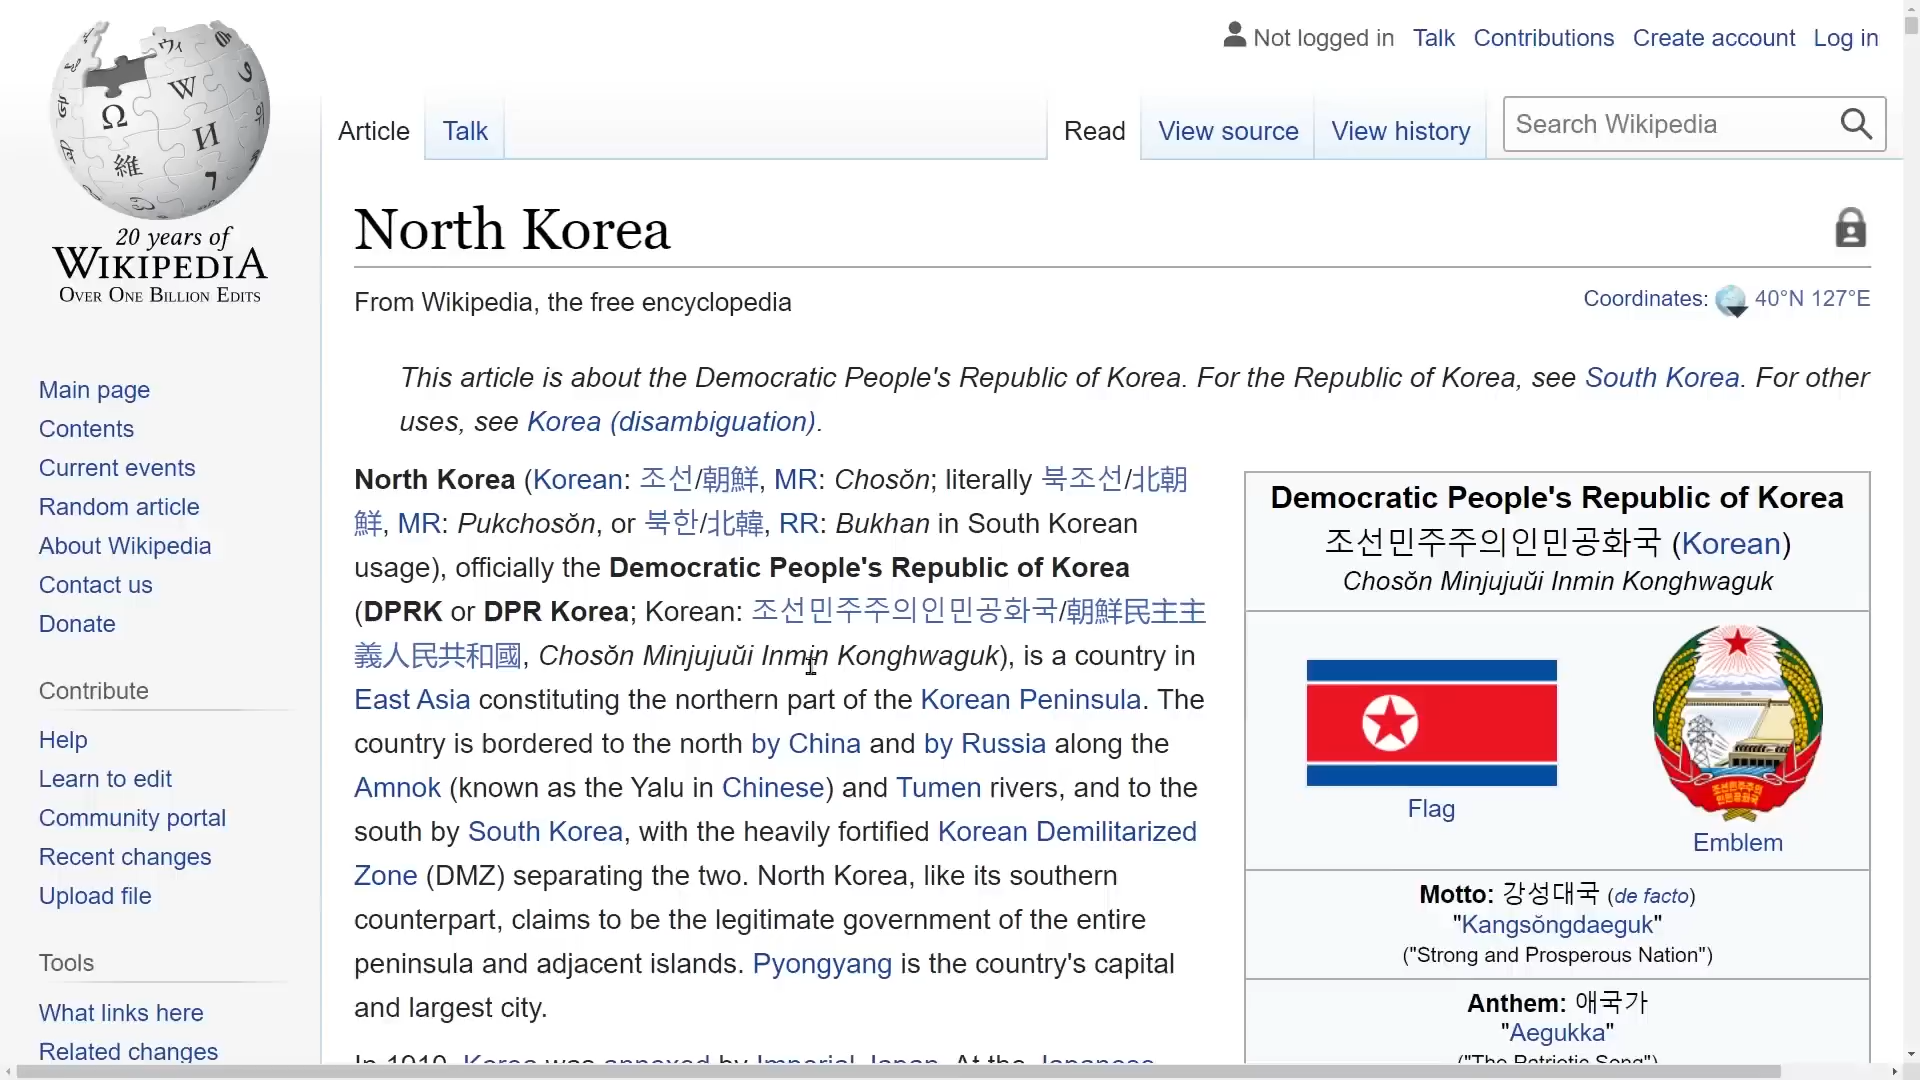 Not logged in Talk Contributions Create account Log in
Article Talk Read View source View history Search Wikipedia
20 years of
WIKIPEDIA
OVER ONE BILLION EDITS
Main page
Contents
Current events
Random article
About Wikipedia
Contact us
Donate
Contribute
Help
Learn to edit
Community portal
Recent changes
Upload file
Tools
What links here
Related changes
North Korea
From Wikipedia, the free encyclopedia
Coordinates: 40°N 127°E
This article is about the Democratic People's Republic of Korea. For the Republic of Korea, see South Korea. For other
uses, see Korea (disambiguation).
North Korea (Korean: 조선/朝鮮, MR: Chosŏn; literally 북조선/北朝
鮮, MR: Pukchosŏn, or 북한/北韓, RR: Bukhan in South Korean
usage), officially the Democratic People's Republic of Korea
(DPRK or DPR Korea; Korean: 조선민주주의인민공화국/朝鮮民主主
義人民共和國, Chosŏn Minjujuŭi Inmin Konghwaguk), is a country in
East Asia constituting the northern part of the Korean Peninsula. The
country is bordered to the north by China and by Russia along the
Amnok (known as the Yalu in Chinese) and Tumen rivers, and to the
south by South Korea, with the heavily fortified Korean Demilitarized
Zone (DMZ) separating the two. North Korea, like its southern
counterpart, claims to be the legitimate government of the entire
peninsula and adjacent islands. Pyongyang is the country's capital
and largest city.
In 1910, Korea was annexed by Imperial Japan. At the Japanese
Democratic People's Republic of Korea
조선민주주의인민공화국 (Korean)
Chosŏn Minjujuŭi Inmin Konghwaguk
Flag
Emblem
Motto: 강성대국 (de facto)
"Kangsŏngdaeguk"
("Strong and Prosperous Nation")
Anthem: 애국가
"Aegukka"
("The Patriotic Song")